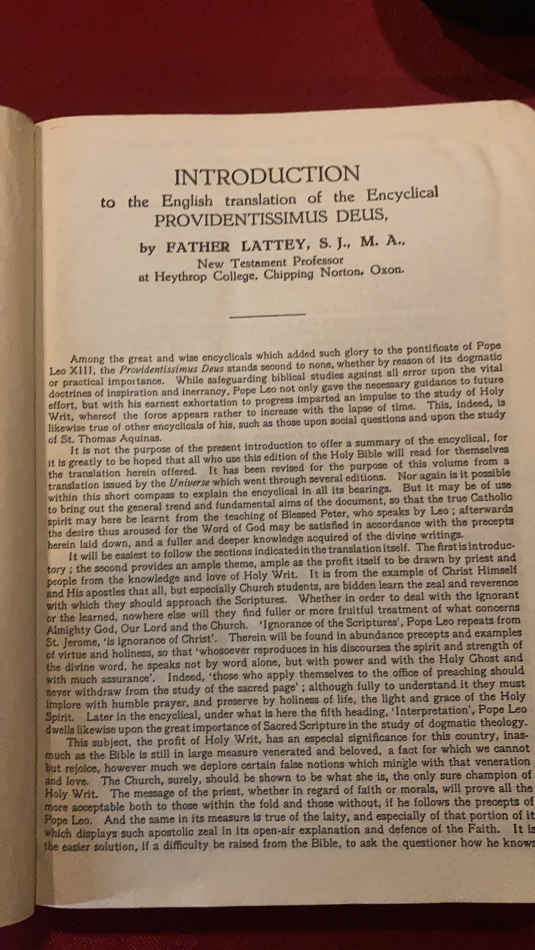 INTRODUCTION
to the English translation of the Encyclical
PROVIDENTISSIMUS DEUS,
by FATHER LATTEY, S. J., M. A.,
New Testament Professor
at Heythrop College, Chipping Norton, Oxon.
Among the great and wise encyclicals which added such glory to the pontificate of Pope
Leo XIII, the Providentissimus Deus stands second to none, whether by reason of its dogmatic
or practical importance. While safeguarding biblical studies against all error upon the vital
doctrines of inspiration and inerrancy, Pope Leo not only gave the necessary guidance to future
effort, but with his earnest exhortation to progress imparted an impulse to the study of Holy
Writ, whereof the force appears rather to increase with the lapse of time. This, indeed, is
likewise true of other encyclicals of his, such as those upon social questions and upon the study
of St. Thomas Aquinas.
It is not the purpose of the present introduction to offer a summary of the encyclical, for
it is greatly to be hoped that all who use this edition of the Holy Bible will read for themselves
the translation herein offered. It has been revised for the purpose of this volume from a
translation issued by the Universe which went through several editions. Nor again is it possible
within this short compass to explain the encyclical in all its bearings. But it may be of use
to bring out the general trend and fundamental aims of the document, so that the true Catholic
spirit may here be learnt from the teaching of Blessed Peter, who speaks by Leo ; afterwards
the desire thus aroused for the Word of God may be satisfied in accordance with the precepts
herein laid down, and a fuller and deeper knowledge acquired of the divine writings.
It will be easiest to follow the sections indicated in the translation itself. The first is introduc-
tory ; the second provides an ample theme, ample as the profit itself to be drawn by priest and
people from the knowledge and love of Holy Writ. It is from the example of Christ Himself
and His apostles that all, but especially Church students, are bidden learn the zeal and reverence
with which they should approach the Scriptures. Whether in order to deal with the ignorant
or the learned, nowhere else will they find fuller or more fruitful treatment of what concerns
Almighty God, Our Lord and the Church. 'Ignorance of the Scriptures', Pope Leo repeats from
St. Jerome, 'is ignorance of Christ'. Therein will be found in abundance precepts and examples
of virtue and holiness, so that 'whosoever reproduces in his discourses the spirit and strength of
the divine word, he speaks not by word alone, but with power and with the Holy Ghost and
with much assurance'. Indeed, 'those who apply themselves to the office of preaching should
never withdraw from the study of the sacred page' ; although fully to understand it they must
implore with humble prayer, and preserve by holiness of life, the light and grace of the Holy
Spirit. Later in the encyclical, under what is here the fifth heading, 'Interpretation', Pope Leo
dwells likewise upon the great importance of Sacred Scripture in the study of dogmatic theology.
This subject, the profit of Holy Writ, has an especial significance for this country, inas-
much as the Bible is still in large measure venerated and beloved, a fact for which we cannot
but rejoice, however much we deplore certain false notions which mingle with that veneration
and love. The Church, surely, should be shown to be what she is, the only sure champion of
Holy Writ. The message of the priest, whether in regard of faith or morals, will prove all the
more acceptable both to those within the fold and those without, if he follows the precepts of
Pope Leo. And the same in its measure is true of the laity, and especially of that portion of it
which displays such apostolic zeal in its open-air explanation and defence of the Faith. It is
the easier solution, if a difficulty be raised from the Bible, to ask the questioner how he knows